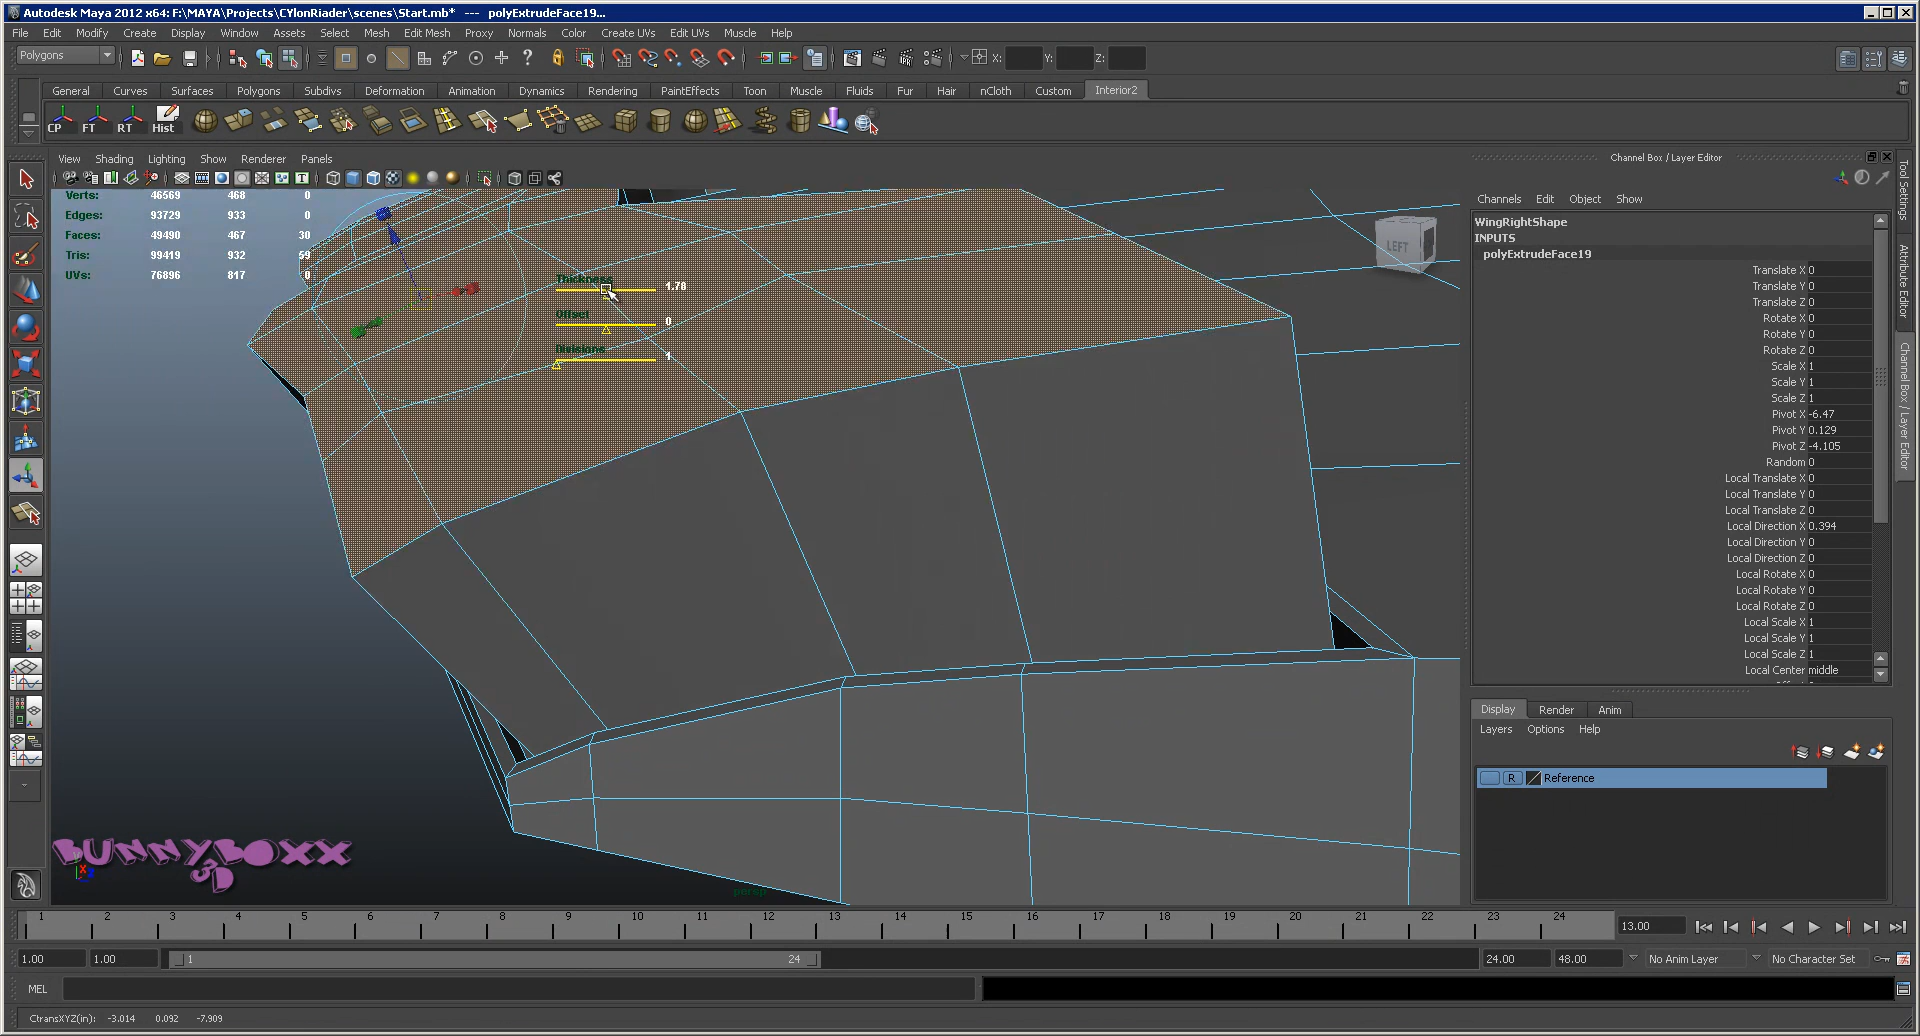 Autodesk Maya 2012 x64: F:\MAYA\Projects\CYlonRiader\scenes\Start.mb* --- polyExtrudeFace19...
File Edit Modify Create Display Window Assets Select Mesh Edit Mesh Proxy Normals Color Create UVs Edit UVs Muscle Help
Polygons X: Y: Z:
General Curves Surfaces Polygons Subdivs Deformation Animation Dynamics Rendering PaintEffects Toon Muscle Fluids Fur Hair nCloth Custom Interior2
CP FT RT Hist
View Shading Lighting Show Renderer Panels
Verts: 46569 468 0
Edges: 93729 933 0
Faces: 49490 467 30
Tris: 99419 932 59
UVs: 76896 817 0
Thickness 1.78
Offset 0
Divisions 1
LEFT
BUNNYBOXX
3D
persp
Channel Box / Layer Editor
Channels Edit Object Show
WingRightShape
INPUTS
polyExtrudeFace19
Translate X 0
Translate Y 0
Translate Z 0
Rotate X 0
Rotate Y 0
Rotate Z 0
Scale X 1
Scale Y 1
Scale Z 1
Pivot X -6.47
Pivot Y 0.129
Pivot Z -4.105
Random 0
Local Translate X 0
Local Translate Y 0
Local Translate Z 0
Local Direction X 0.394
Local Direction Y 0
Local Direction Z 0
Local Rotate X 0
Local Rotate Y 0
Local Rotate Z 0
Local Scale X 1
Local Scale Y 1
Local Scale Z 1
Local Center middle
Tool Settings
Attribute Editor
Channel Box / Layer Editor
Display Render Anim
Layers Options Help
R Reference
1 2 3 4 5 6 7 8 9 10 11 12 13 14 15 16 17 18 19 20 21 22 23 24 13.00
1.00 1.00 1 24 24.00 48.00 No Anim Layer No Character Set
MEL
CtransXYZ(in): -3.014 0.092 -7.909